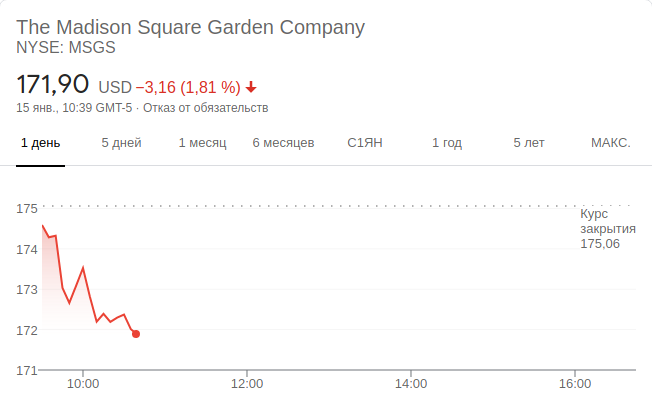 The Madison Square Garden Company
NYSE: MSGS
171,90 USD −3,16 (1,81 %)
15 янв., 10:39 GMT-5 · Отказ от обязательств
1 день 5 дней 1 месяц 6 месяцев С1ЯН 1 год 5 лет МАКС.
175
Курс
закрытия
175,06
174
173
172
171
10:00 12:00 14:00 16:00